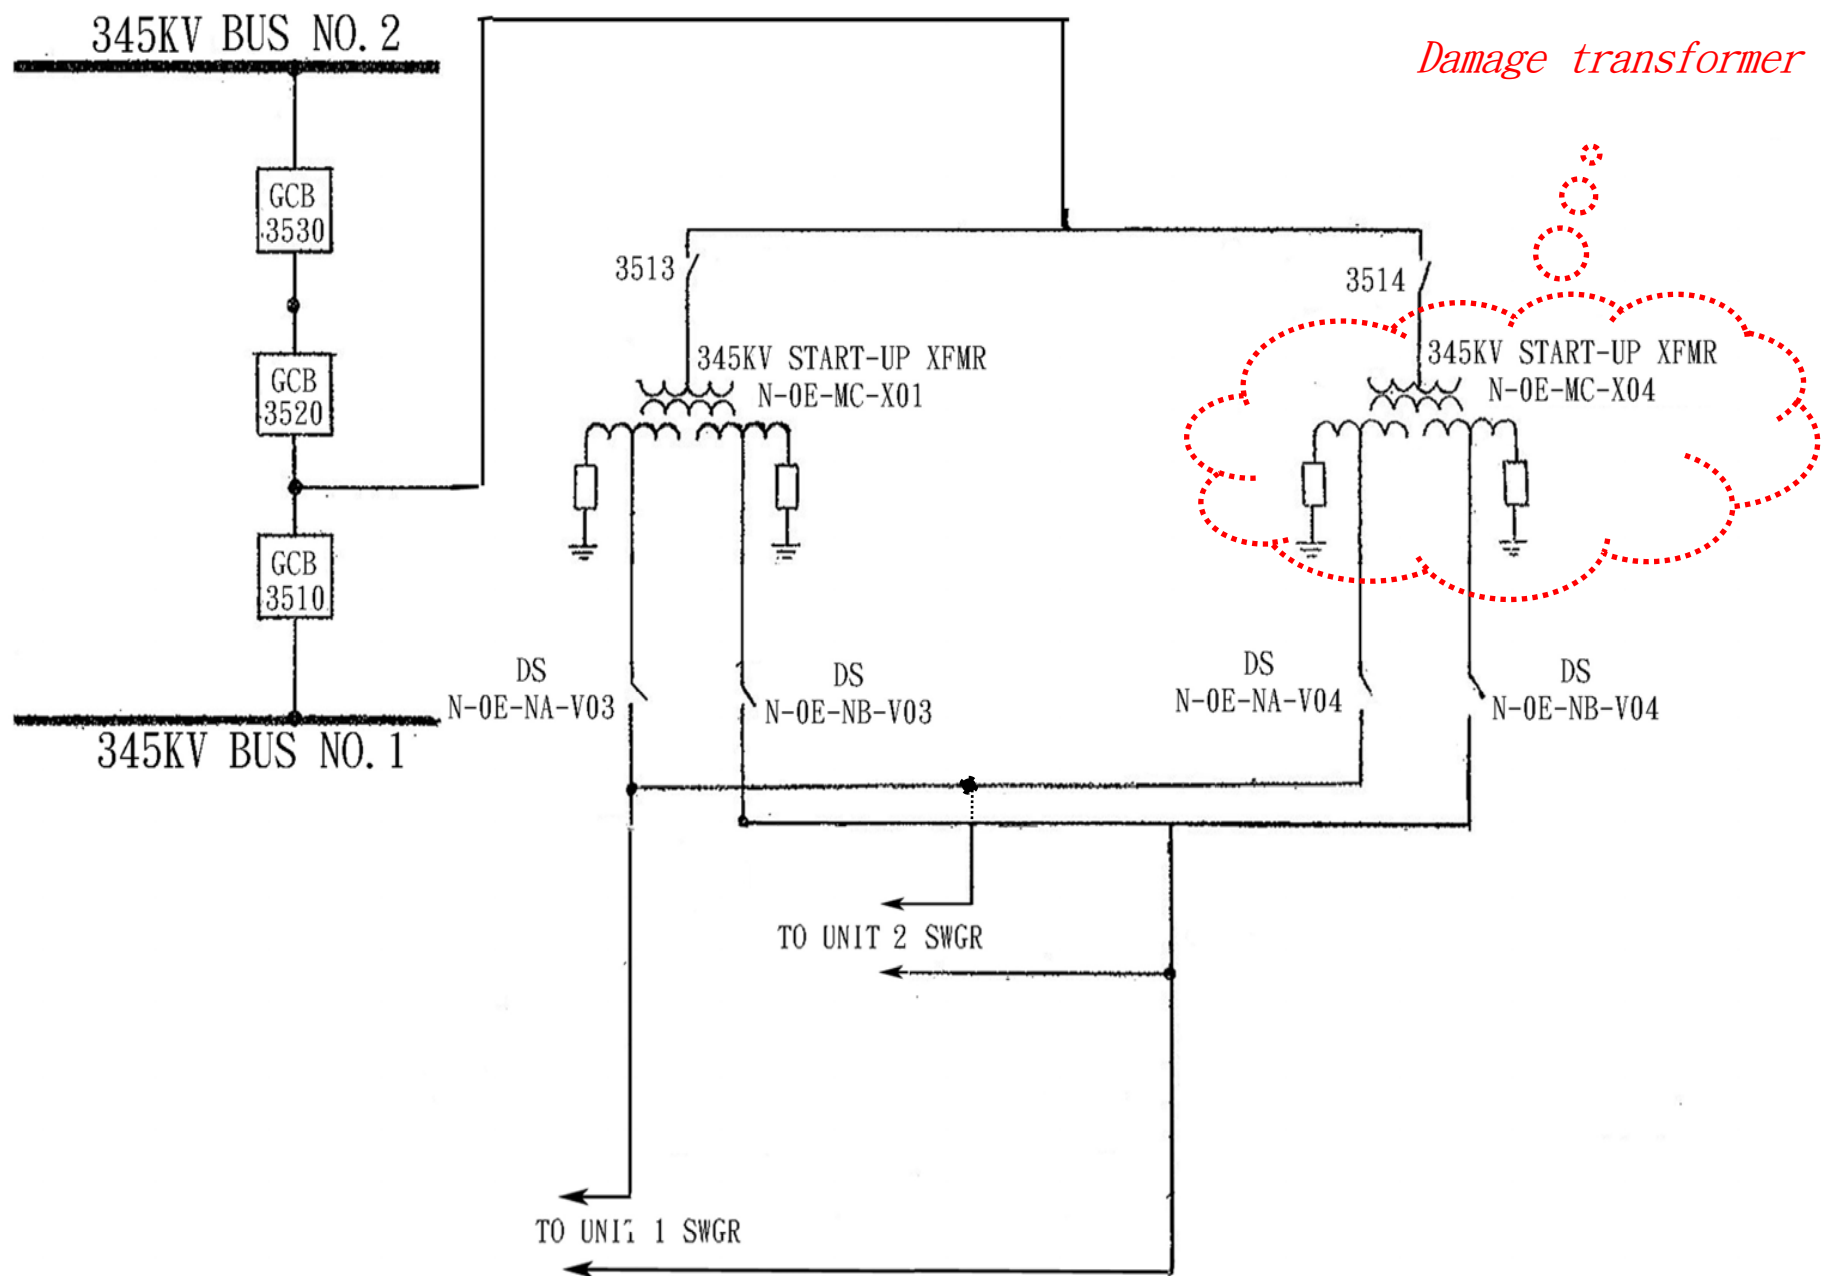 345KV BUS NO. 2
Damage transformer
GCB
3530
3513
3514
345KV START-UP XFMR
N-0E-MC-X01
345KV START-UP XFMR
N-0E-MC-X04
GCB
3520
GCB
3510
DS
N-0E-NA-V03
DS
N-0E-NB-V03
DS
N-0E-NA-V04
DS
N-0E-NB-V04
345KV BUS NO. 1
TO UNIT 2 SWGR
TO UNIT 1 SWGR